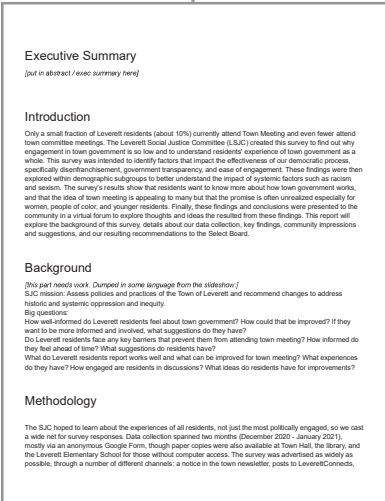 Executive Summary
[put in abstract / exec summary here]
Introduction
Only a small fraction of Leverett residents (about 10%) currently attend Town Meeting and even fewer attend
town committee meetings. The Leverett Social Justice Committee (LSJC) created this survey to find out why
engagement in town government is so low and to understand residents' experience of town government as a
whole. This survey was intended to identify factors that impact the effectiveness of our democratic process,
specifically disenfranchisement, government transparency, and ease of engagement. These findings were then
explored within demographic subgroups to better understand the impact of systemic factors such as racism
and sexism. The survey's results show that residents want to know more about how town government works,
and that the idea of town meeting is appealing to many but that the promise is often unrealized especially for
women, people of color, and younger residents. Finally, these findings and conclusions were presented to the
community in a virtual forum to explore thoughts and ideas the resulted from these findings. This report will
explore the background of this survey, details about our data collection, key findings, community impressions
and suggestions, and our resulting recommendations to the Select Board.
Background
[this part needs work. Dumped in some language from the slideshow:]
SJC mission: Assess policies and practices of the Town of Leverett and recommend changes to address
historic and systemic oppression and inequity.
Big questions:
How well-informed do Leverett residents feel about town government? How could that be improved? If they
want to be more informed and involved, what suggestions do they have?
Do Leverett residents face any key barriers that prevent them from attending town meeting? How informed do
they feel ahead of time? What suggestions do residents have?
What do Leverett residents report works well and what can be improved for town meeting? What experiences
do they have? How engaged are residents in discussions? What ideas do residents have for improvements?
Methodology
The SJC hoped to learn about the experiences of all residents, not just the most politically engaged, so we cast
a wide net for survey responses. Data collection spanned two months (December 2020 - January 2021),
mostly via an anonymous Google Form, though paper copies were also available at Town Hall, the library, and
the Leverett Elementary School for those without computer access. The survey was advertised as widely as
possible, through a number of different channels: a notice in the town newsletter, posts to LeverettConnects,